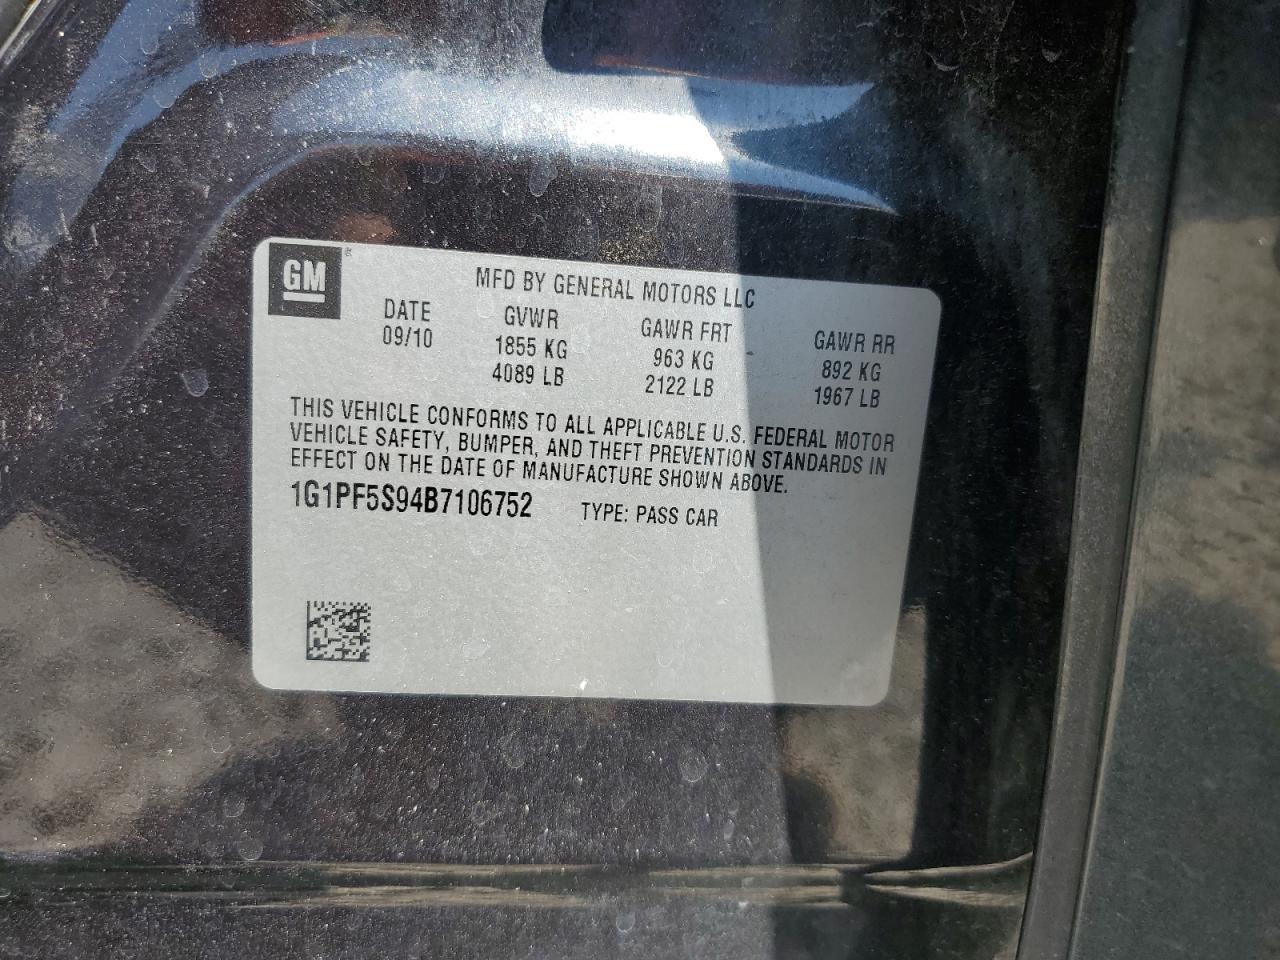 GM
MFD BY GENERAL MOTORS LLC
DATE GVWR GAWR FRT GAWR RR
09/10 1855 KG 963 KG 892 KG
4089 LB 2122 LB 1967 LB
THIS VEHICLE CONFORMS TO ALL APPLICABLE U.S. FEDERAL MOTOR
VEHICLE SAFETY, BUMPER, AND THEFT PREVENTION STANDARDS IN
EFFECT ON THE DATE OF MANUFACTURE SHOWN ABOVE.
1G1PF5S94B7106752 TYPE: PASS CAR